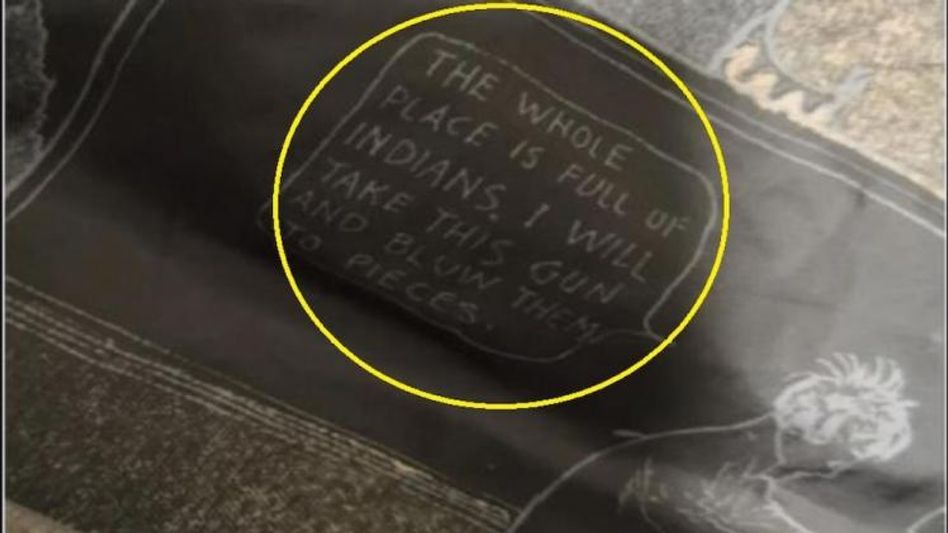 THE WHOLE
PLACE IS FULL OF
INDIANS. I WILL
TAKE THIS GUN
AND BLOW THEM
TO PIECES.